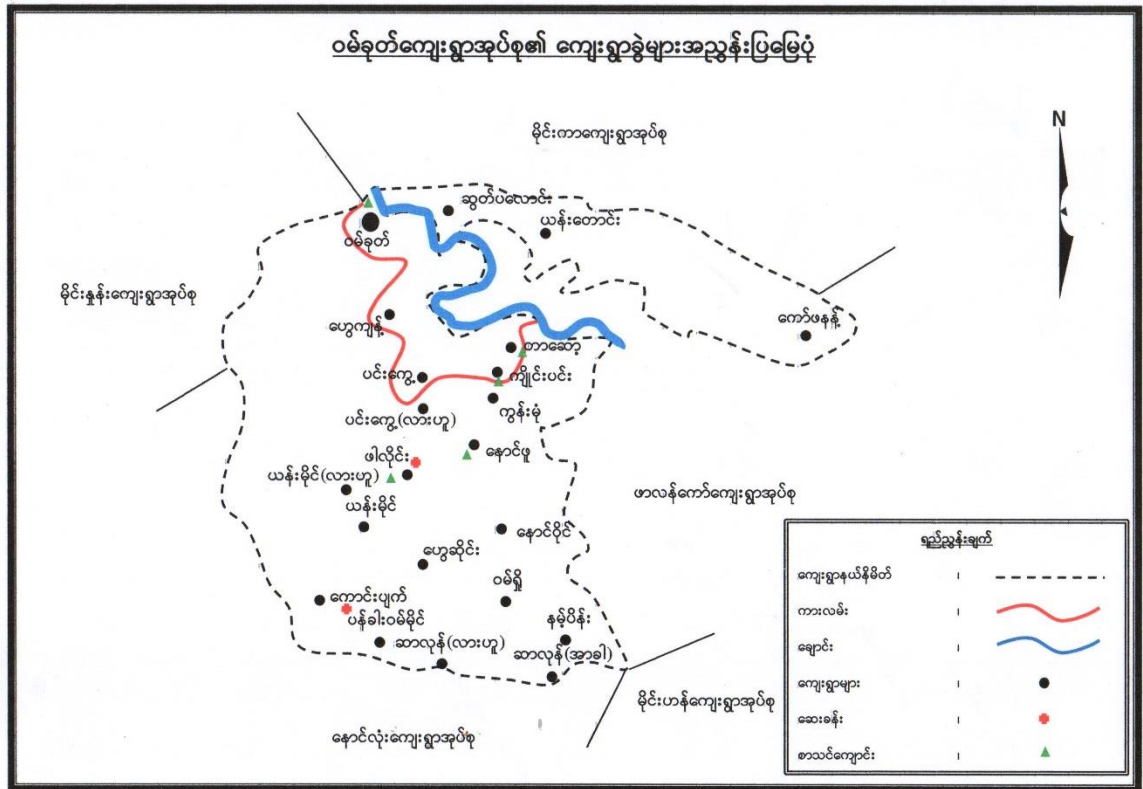 ဝမ်ခုတ်ကျေးရွာအုပ်စု၏ ကျေးရွာခွဲများအညွှန်းပြမြေပုံ
N
မိုင်းကာကျေးရွာအုပ်စု
ဆွတ်ပလောင်း
ယန်းတောင်း
ဝမ်ခုတ်
မိုင်းနွန်းကျေးရွာအုပ်စု
ဟွေကျန့်
ကော်ဖနန့်
တာဆော့
ပင်းကွေ့
ကျိုင်းပင်း
ကွန်းမုံ
ပင်းကွေ့(လားဟူ)
နောင်ဖူ
ဖါလိုင်း
ယန်းမိုင်(လားဟူ)
ဖာလန်ကော်ကျေးရွာအုပ်စု
ယန်းမိုင်
နောင်ဝိုင်
ဟွေဆိုင်း
ဝမ်ရှို
ကောင်းပျက်
ပန်ခါးဝမ်မိုင်
နမ့်ပိန်း
ဆာလုန်(လားဟူ)
ဆာလုန်(အာခါ)
မိုင်းဟန်ကျေးရွာအုပ်စု
နောင်လုံးကျေးရွာအုပ်စု
ရည်ညွှန်းချက်
ကျေးရွာနယ်နိမိတ် ၊
ကားလမ်း ၊
ချောင်း ၊
ကျေးရွာများ ၊
ဆေးခန်း ၊
စာသင်ကျောင်း ၊